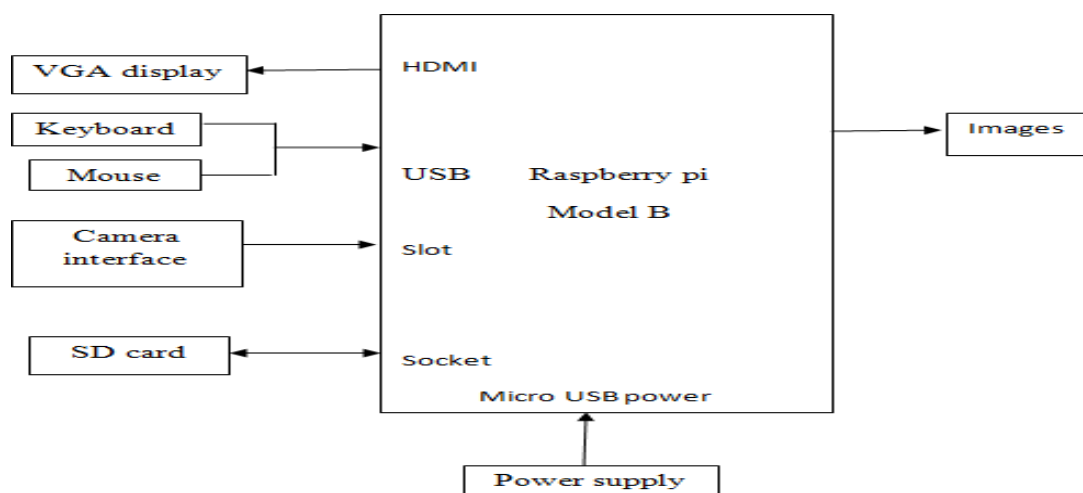 VGA display
HDMI
Keyboard
Images
Mouse
USB
Raspberry pi
Model B
Camera
interface
Slot
SD card
Socket
Micro USB power
Power supply